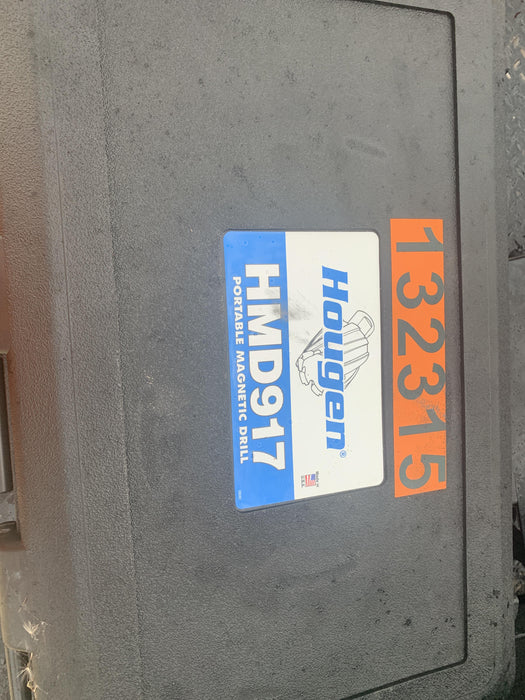 132315
Hougen®
HMD917
PORTABLE MAGNETIC DRILL